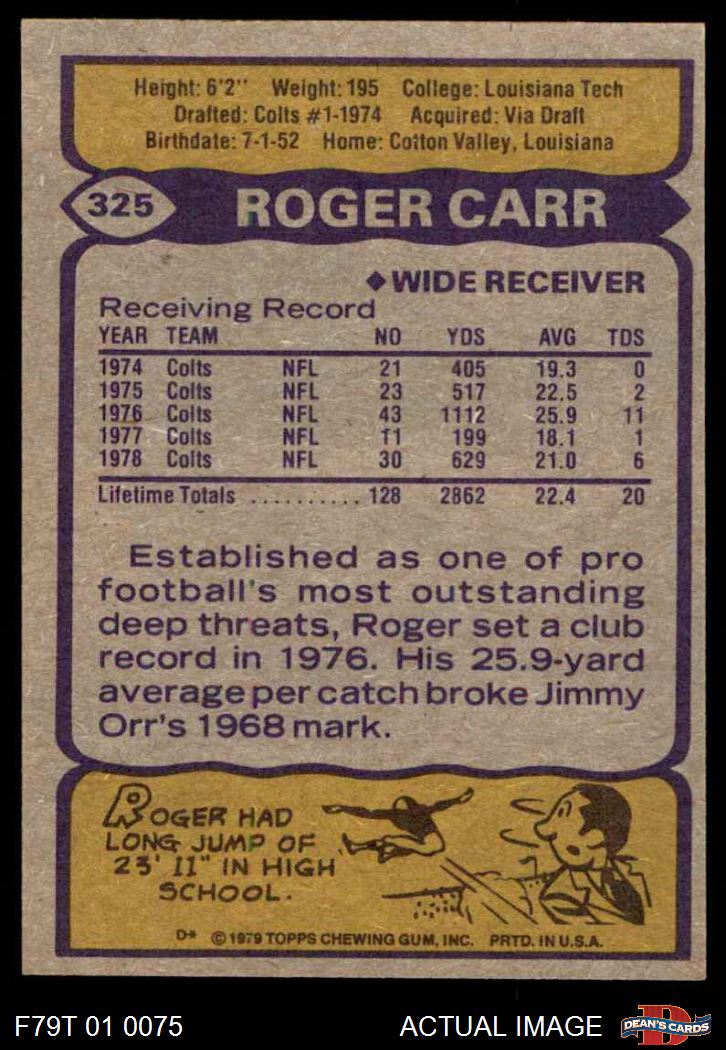 Height: 6'2'' Weight: 195 College: Louisiana Tech
Drafted: Colts #1-1974 Acquired: Via Draft
Birthdate: 7-1-52 Home: Cotton Valley, Louisiana
325 ROGER CARR
◆WIDE RECEIVER
Receiving Record
YEAR TEAM NO YDS AVG TDS
1974 Colts NFL 21 405 19.3 0
1975 Colts NFL 23 517 22.5 2
1976 Colts NFL 43 1112 25.9 11
1977 Colts NFL 11 199 18.1 1
1978 Colts NFL 30 629 21.0 6
Lifetime Totals .......... 128 2862 22.4 20
Established as one of pro
football's most outstanding
deep threats, Roger set a club
record in 1976. His 25.9-yard
average per catch broke Jimmy
Orr's 1968 mark.
ROGER HAD
LONG JUMP OF
23' 11" IN HIGH
SCHOOL.
D* ©1979 TOPPS CHEWING GUM, INC. PRTD. IN U.S.A.
F79T 01 0075 ACTUAL IMAGE D DEAN'S CARDS